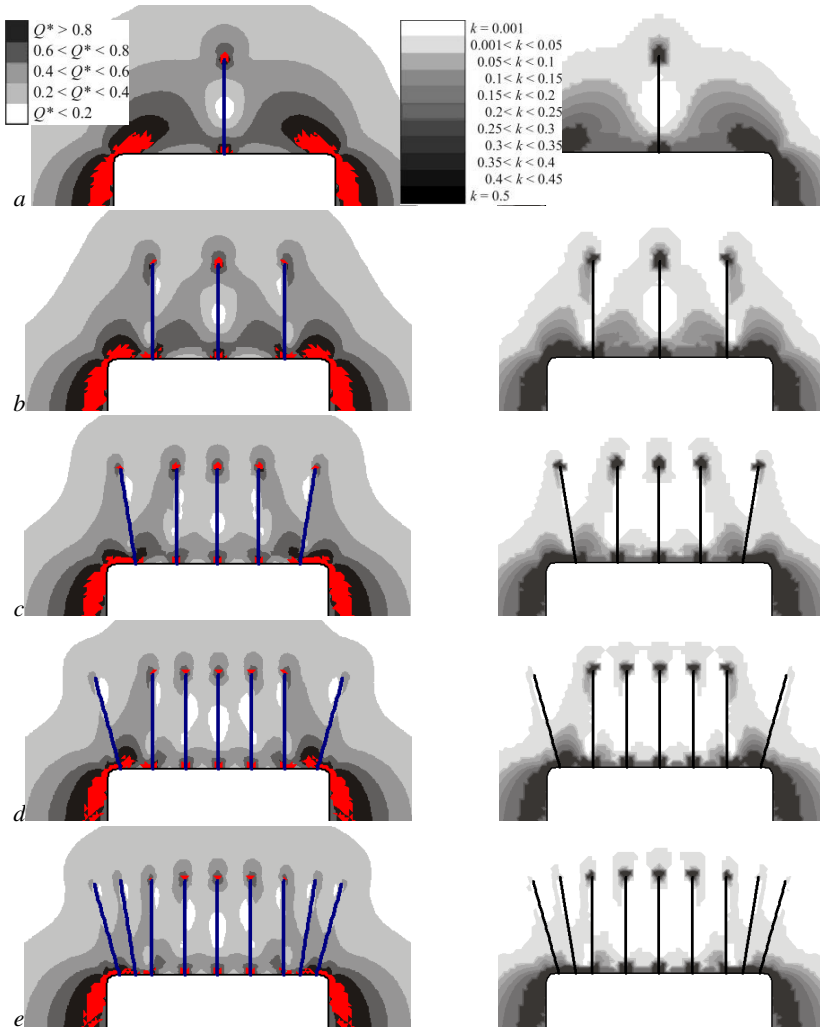 Q* > 0.8
0.6 < Q* < 0.8
0.4 < Q* < 0.6
0.2 < Q* < 0.4
Q* < 0.2
k = 0.001
0.001< k < 0.05
0.05< k < 0.1
0.1< k < 0.15
0.15< k < 0.2
0.2< k < 0.25
0.25< k < 0.3
0.3< k < 0.35
0.35< k < 0.4
0.4< k < 0.45
k = 0.5
a
b
c
d
e